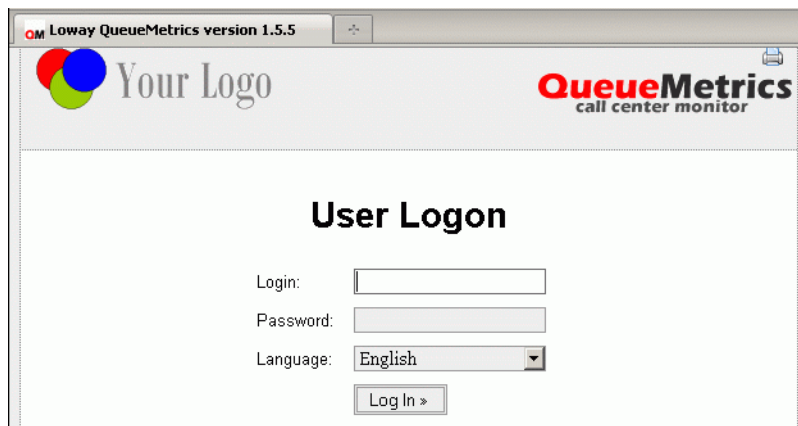 QM Loway QueueMetrics version 1.5.5
Your Logo
QueueMetrics
call center monitor
User Logon
Login:
Password:
Language: English
Log In »